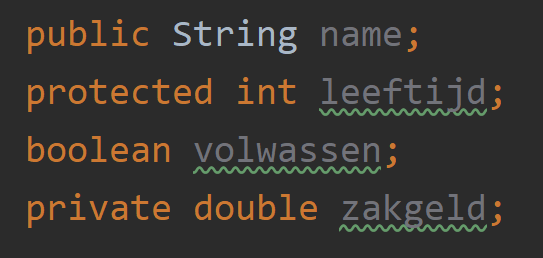 public String name;
protected int leeftijd;
boolean volwassen;
private double zakgeld;